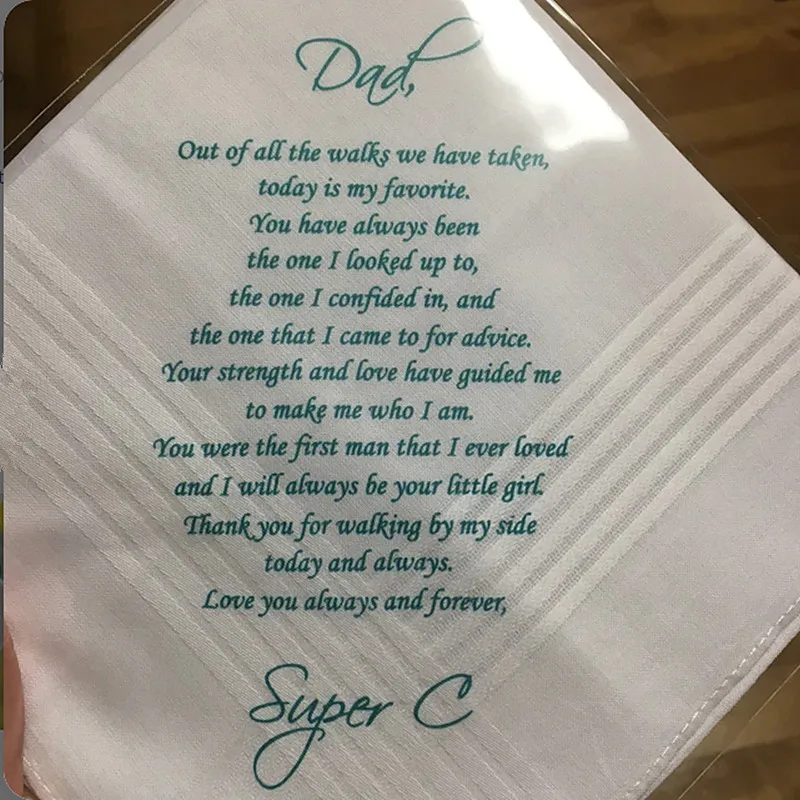 Dad,
Out of all the walks we have taken,
today is my favorite.
You have always been
the one I looked up to,
the one I confided in, and
the one that I came to for advice.
Your strength and love have guided me
to make me who I am.
You were the first man that I ever loved
and I will always be your little girl.
Thank you for walking by my side
today and always.
Love you always and forever,
Super C